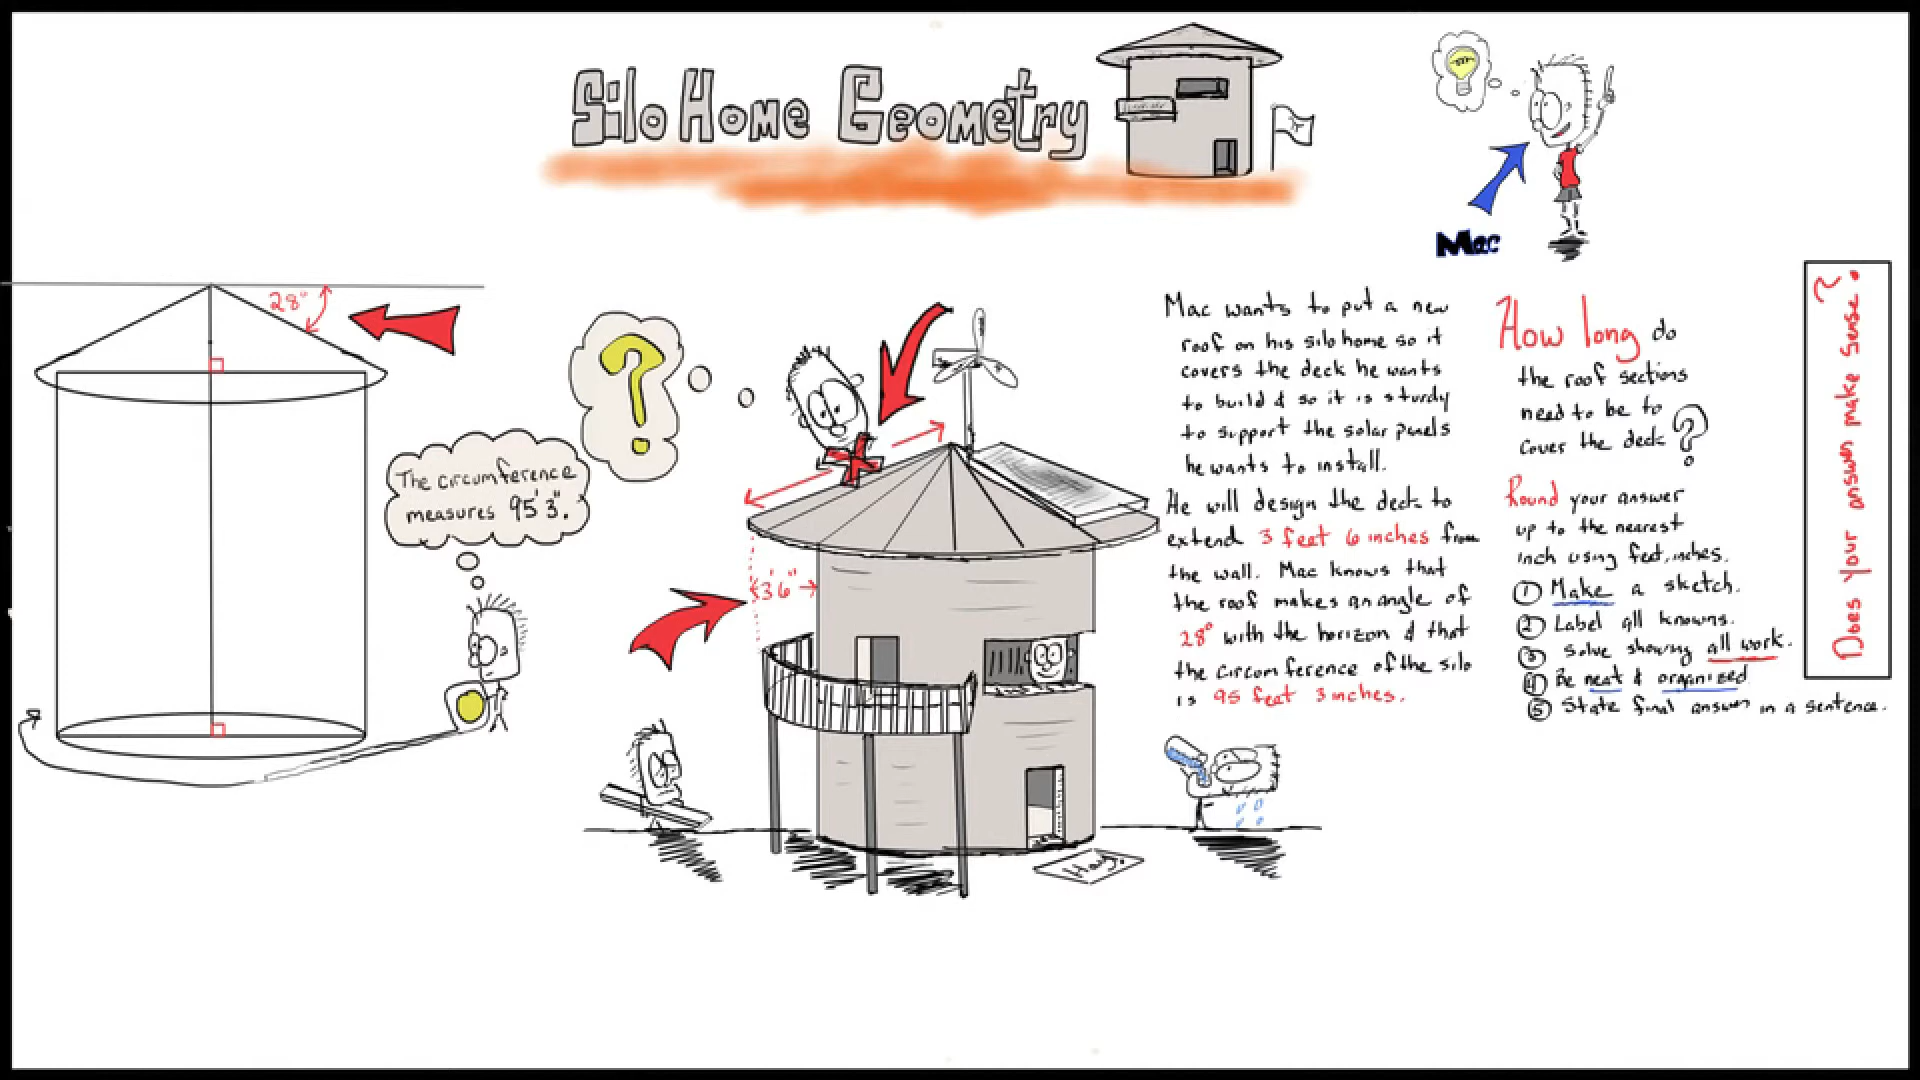 Silo Home Geometry
Mac
28°
The circumference
measures 95'3".
?
3'6"
Mac wants to put a new
roof on his silo home so it
covers the deck he wants
to build & so it is sturdy
to support the solar panels
he wants to install.
He will design the deck to
extend 3 feet 6 inches from
the wall. Mac knows that
the roof makes an angle of
28° with the horizon & that
the circumference of the silo
is 95 feet 3 inches.
How long do
the roof sections
need to be to
cover the deck?
Round your answer
up to the nearest
inch using feet, inches.
① Make a sketch.
② Label all knowns.
③ Solve showing all work.
④ Be neat & organized
⑤ State final answer in a sentence.
Does your answer make sense?